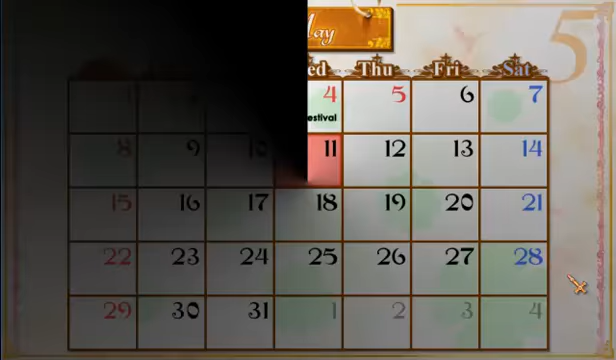 ay 5
ed Thu Fri Sat
4 5 6 7
estival
8 9 10 11 12 13 14
15 16 17 18 19 20 21
22 23 24 25 26 27 28
29 30 31 1 2 3 4